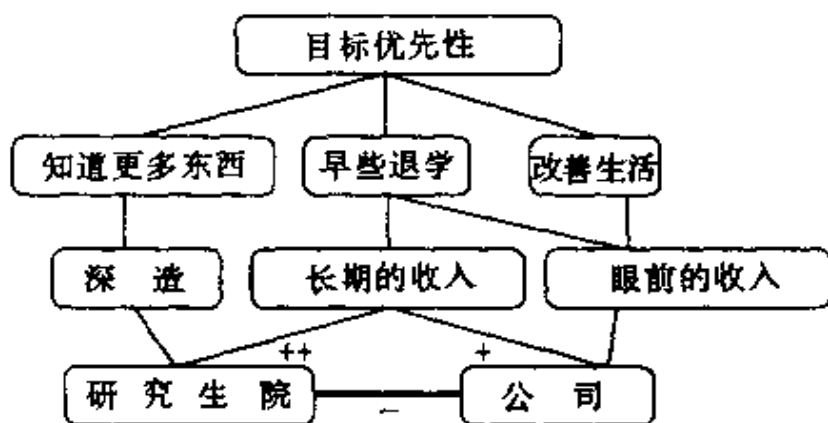 目标优先性
知道更多东西
早些退学
改善生活
深 造
长期的收入
眼前的收入
++
+
研 究 生 院
公 司
−